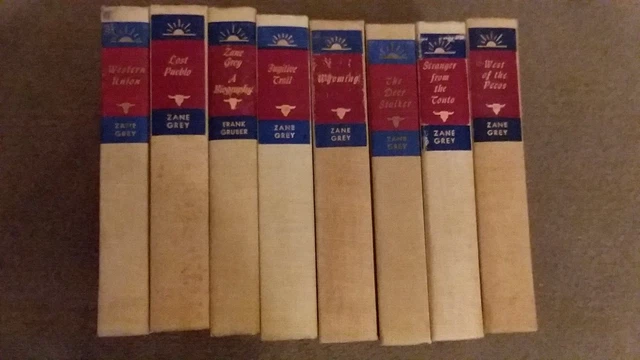 Western
Union
ZANE
GREY
Lost
Pueblo
ZANE
GREY
Zane
Grey
A
Biography
FRANK
GRUBER
Fugitive
Trail
ZANE
GREY
Wyoming
ZANE
GREY
The
Deer
Stalker
ZANE
GREY
Stranger
from
the
Tonto
ZANE
GREY
West
of the
Pecos
ZANE
GREY